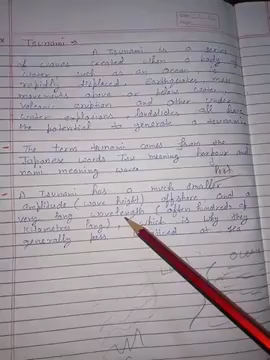 Tsunami :-
A Tsunami is a series
of waves created when a body of
water, such as an ocean is
rapidly displaced. Earthquakes, mass
movements above or below water,
volcanic eruption and other under
water explosions, landslides all have
the potential to generate a tsunami
- The term tsunami comes from the
Japanese words Tsu meaning harbour and
nami meaning wave. Port
- A Tsunami has a much smaller
amplitude (wave height) offshore and a
very long wavelength (often hundreds of
kilometres long), which is why they
generally pass at sea